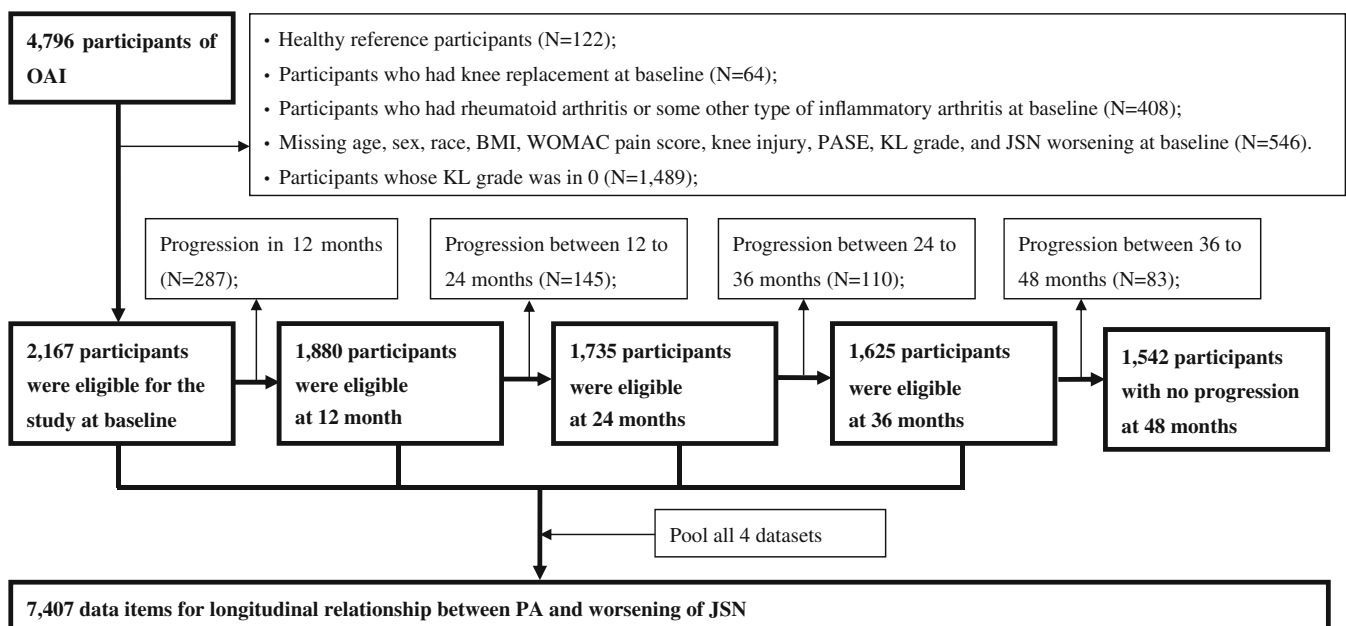 4,796 participants of
OAI
• Healthy reference participants (N=122);
• Participants who had knee replacement at baseline (N=64);
• Participants who had rheumatoid arthritis or some other type of inflammatory arthritis at baseline (N=408);
• Missing age, sex, race, BMI, WOMAC pain score, knee injury, PASE, KL grade, and JSN worsening at baseline (N=546).
• Participants whose KL grade was in 0 (N=1,489);
Progression in 12 months
(N=287);
Progression between 12 to
24 months (N=145);
Progression between 24 to
36 months (N=110);
Progression between 36 to
48 months (N=83);
2,167 participants
were eligible for the
study at baseline
1,880 participants
were eligible
at 12 month
1,735 participants
were eligible
at 24 months
1,625 participants
were eligible
at 36 months
1,542 participants
with no progression
at 48 months
Pool all 4 datasets
7,407 data items for longitudinal relationship between PA and worsening of JSN